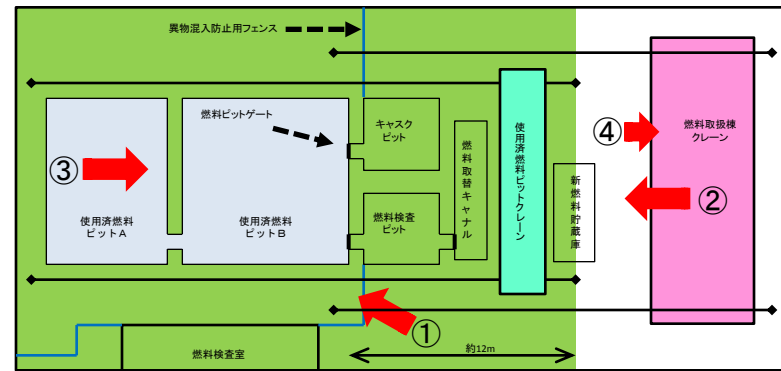 異物混入防止用フェンス
燃料ピットゲート
キャスク
ピット
燃料取替キャナル
使用済燃料ピットクレーン
④
燃料取扱棟
クレーン
③
新燃料貯蔵庫
②
使用済燃料
ピットA
使用済燃料
ピットB
燃料検査
ピット
①
燃料検査室
約12m